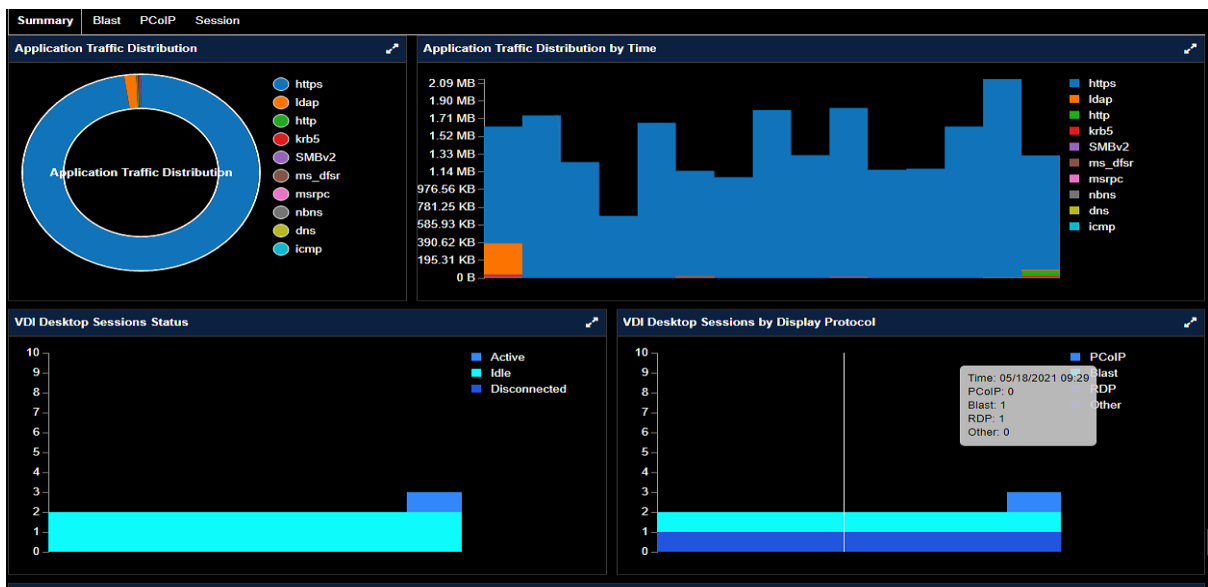 Summary Blast PCoIP Session
Application Traffic Distribution
Application Traffic Distribution
https
ldap
http
krb5
SMBv2
ms_dfsr
msrpc
nbns
dns
icmp
Application Traffic Distribution by Time
2.09 MB
1.90 MB
1.71 MB
1.52 MB
1.33 MB
1.14 MB
976.56 KB
781.25 KB
585.93 KB
390.62 KB
195.31 KB
0 B
https
ldap
http
krb5
SMBv2
ms_dfsr
msrpc
nbns
dns
icmp
VDI Desktop Sessions Status
10
9
8
7
6
5
4
3
2
1
0
Active
Idle
Disconnected
VDI Desktop Sessions by Display Protocol
10
9
8
7
6
5
4
3
2
1
0
PCoIP
Blast
RDP
Other
Time: 05/18/2021 09:29
PCoIP: 0
Blast: 1
RDP: 1
Other: 0